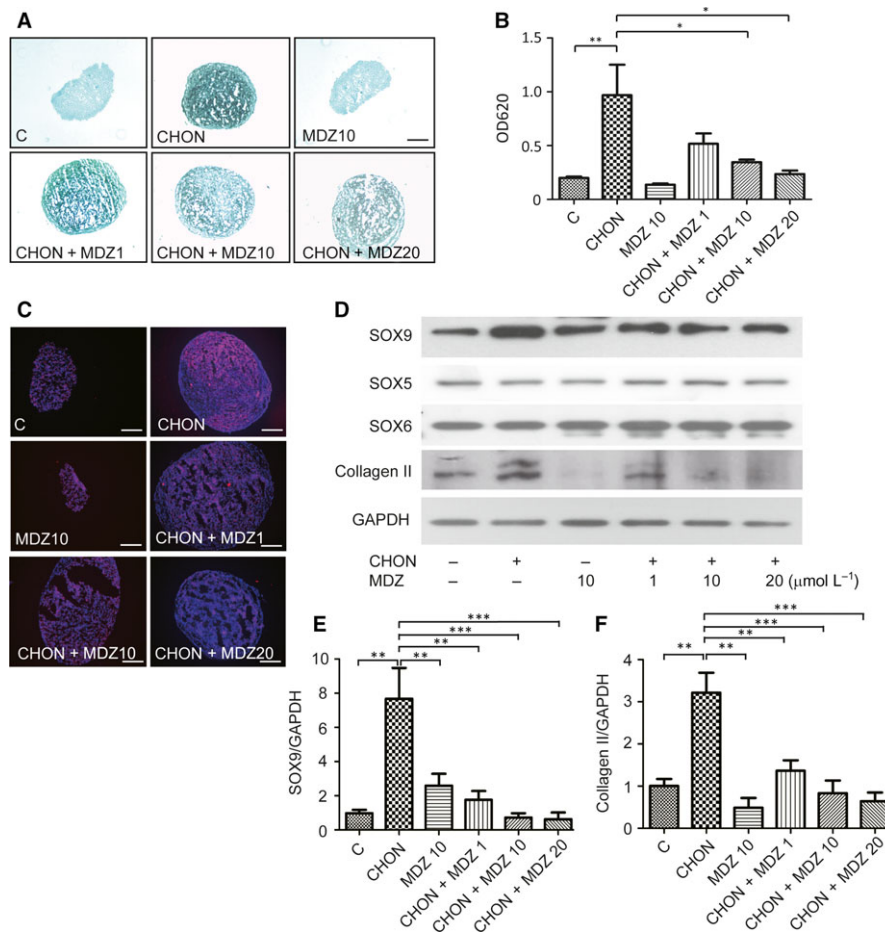 A
C
CHON
MDZ10
CHON + MDZ1
CHON + MDZ10
CHON + MDZ20
B
OD620
1.5
1.0
0.5
0
**
*
*
C
CHON
MDZ 10
CHON + MDZ 1
CHON + MDZ 10
CHON + MDZ 20
C
C
CHON
MDZ10
CHON + MDZ1
CHON + MDZ10
CHON + MDZ20
D
SOX9
SOX5
SOX6
Collagen II
GAPDH
CHON – + – + + +
MDZ – – 10 1 10 20 (μmol L⁻¹)
E
SOX9/GAPDH
10
8
6
4
2
0
***
***
**
** **
C
CHON
MDZ 10
CHON + MDZ 1
CHON + MDZ 10
CHON + MDZ 20
F
Collagen II/GAPDH
4
3
2
1
0
***
***
**
** **
C
CHON
MDZ 10
CHON + MDZ 1
CHON + MDZ 10
CHON + MDZ 20